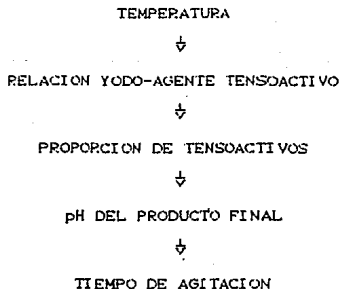 TEMPERATURA
RELACION YODO-AGENTE TENSOACTIVO
PROPORCION DE TENSOACTIVOS
pH DEL PRODUCTO FINAL
TIEMPO DE AGITACION